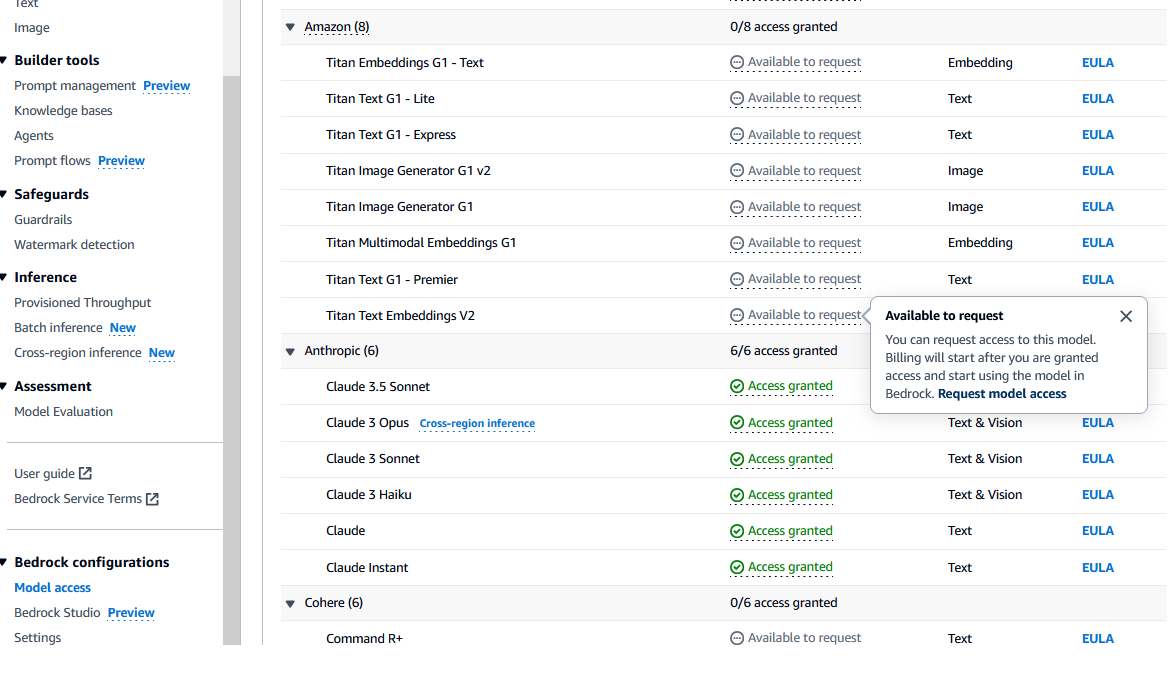 Text
Image
Builder tools
Prompt management Preview
Knowledge bases
Agents
Prompt flows Preview
Safeguards
Guardrails
Watermark detection
Inference
Provisioned Throughput
Batch inference New
Cross-region inference New
Assessment
Model Evaluation
User guide
Bedrock Service Terms
Bedrock configurations
Model access
Bedrock Studio Preview
Settings
Amazon (8) 0/8 access granted
Titan Embeddings G1 - Text Available to request Embedding EULA
Titan Text G1 - Lite Available to request Text EULA
Titan Text G1 - Express Available to request Text EULA
Titan Image Generator G1 v2 Available to request Image EULA
Titan Image Generator G1 Available to request Image EULA
Titan Multimodal Embeddings G1 Available to request Embedding EULA
Titan Text G1 - Premier Available to request Text EULA
Titan Text Embeddings V2 Available to request
Available to request
You can request access to this model.
Billing will start after you are granted
access and start using the model in
Bedrock. Request model access
Anthropic (6) 6/6 access granted
Claude 3.5 Sonnet Access granted
Claude 3 Opus Cross-region inference Access granted Text & Vision EULA
Claude 3 Sonnet Access granted Text & Vision EULA
Claude 3 Haiku Access granted Text & Vision EULA
Claude Access granted Text EULA
Claude Instant Access granted Text EULA
Cohere (6) 0/6 access granted
Command R+ Available to request Text EULA